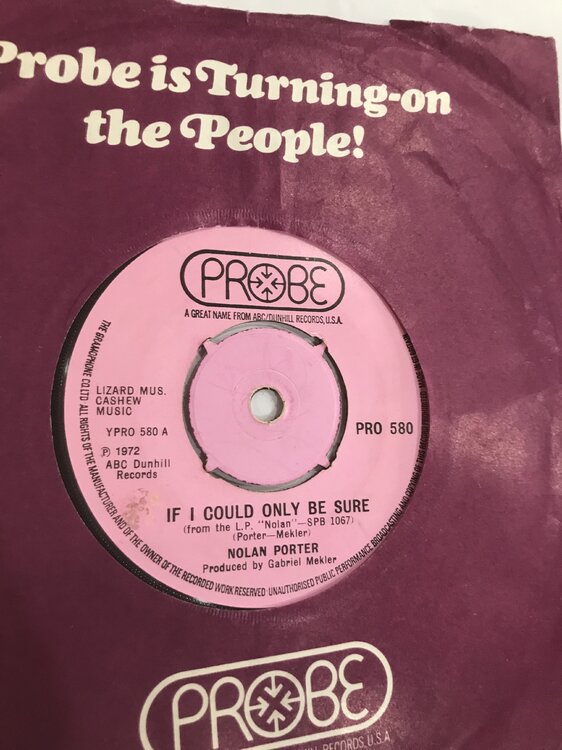 Probe is Turning-on
the People!
PROBE
A GREAT NAME FROM ABC/DUNHILL RECORDS, U.S.A.
LIZARD MUS.
CASHEW
MUSIC
YPRO 580 A
Ⓟ 1972
ABC Dunhill
Records
PRO 580
IF I COULD ONLY BE SURE
(from the L.P. "Nolan"—SPB 1067)
(Porter—Mekler)
NOLAN PORTER
Produced by Gabriel Mekler
THE GRAMOPHONE CO. LTD. ALL RIGHTS OF THE MANUFACTURER AND OF THE OWNER OF THE RECORDED WORK RESERVED UNAUTHORISED PUBLIC PERFORMANCE BROADCASTING AND COPYING OF
PROBE
DUNHILL RECORDS, U.S.A.